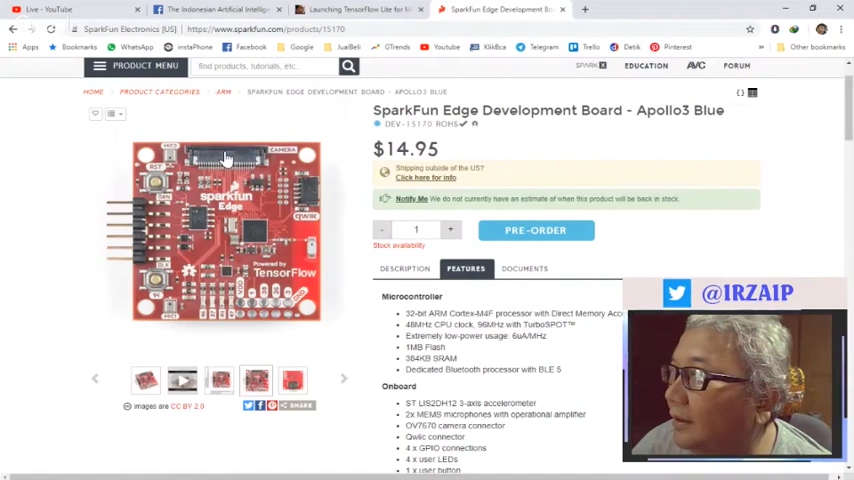 Live - YouTube
The Indonesian Artificial Intellige
Launching TensorFlow Lite for M
SparkFun Edge Development Boa
SparkFun Electronics [US]
https://www.sparkfun.com/products/15170
Apps
Bookmarks
WhatsApp
instaPhone
Facebook
Google
JualBeli
GTrends
YouTube
KlikBca
Telegram
Trello
Detik
Pinterest
Other bookmarks
PRODUCT MENU
find products, tutorials, etc...
SPARK X
EDUCATION
AVC
FORUM
HOME / PRODUCT CATEGORIES / ARM / SPARKFUN EDGE DEVELOPMENT BOARD - APOLLO3 BLUE
SparkFun Edge Development Board - Apollo3 Blue
DEV-15170 ROHS
$14.95
Shipping outside of the US?
Click here for info
Notify Me We do not currently have an estimate of when this product will be back in stock.
- 1 +
PRE-ORDER
Stock availability
DESCRIPTION
FEATURES
DOCUMENTS
CAMERA
RST
sparkfun
Edge
QWIIC
Powered by
TensorFlow
GND
Microcontroller
• 32-bit ARM Cortex-M4F processor with Direct Memory Acc
• 48MHz CPU clock, 96MHz with TurboSPOT™
• Extremely low-power usage: 6uA/MHz
• 1MB Flash
• 384KB SRAM
• Dedicated Bluetooth processor with BLE 5
Onboard
• ST LIS2DH12 3-axis accelerometer
• 2x MEMS microphones with operational amplifier
• OV7670 camera connector
• Qwiic connector
• 4 x GPIO connections
• 4 x user LEDs
• 1 x user button
images are CC BY 2.0
SHARE
@IRZA1P